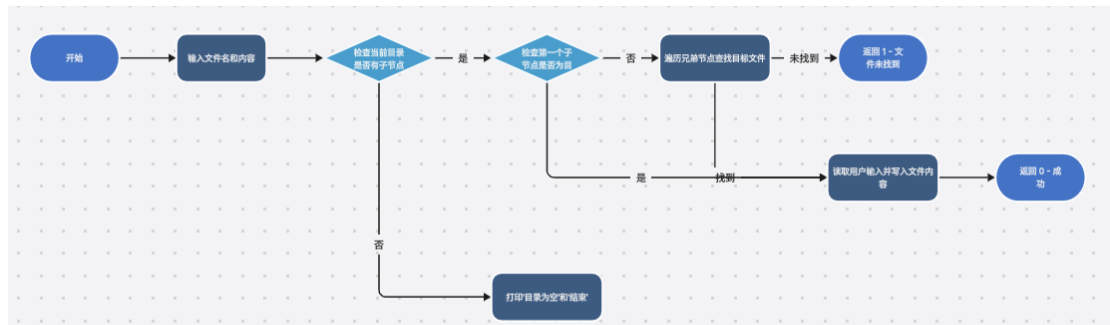 开始
输入文件名和内容
检查当前目录
是否有子节点
是
检查第一个子
节点是否为目
否
遍历兄弟节点查找目标文件
未找到
返回 1 - 文
件未找到
是
找到
读取用户输入并写入文件内
容
返回 0 - 成
功
否
打印'目录为空'和'结束'